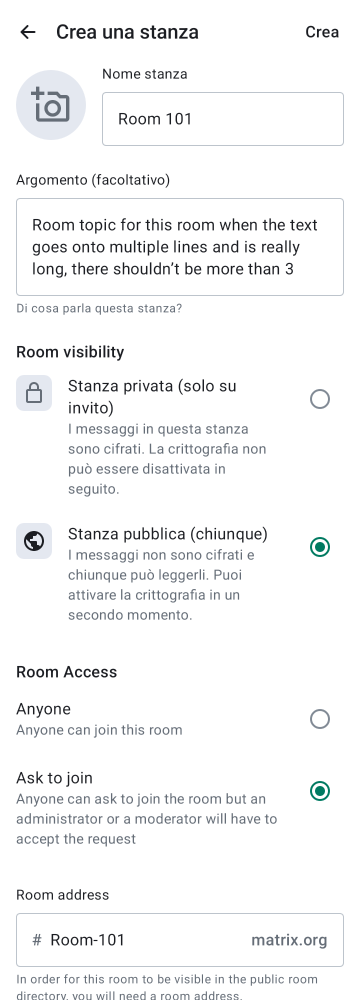 Crea una stanza
Crea
Nome stanza
Room 101
Argomento (facoltativo)
Room topic for this room when the text
goes onto multiple lines and is really
long, there shouldn’t be more than 3
Di cosa parla questa stanza?
Room visibility
Stanza privata (solo su
invito)
I messaggi in questa stanza
sono cifrati. La crittografia non
può essere disattivata in
seguito.
Stanza pubblica (chiunque)
I messaggi non sono cifrati e
chiunque può leggerli. Puoi
attivare la crittografia in un
secondo momento.
Room Access
Anyone
Anyone can join this room
Ask to join
Anyone can ask to join the room but an
administrator or a moderator will have to
accept the request
Room address
# Room-101 matrix.org
In order for this room to be visible in the public room
directory, you will need a room address.